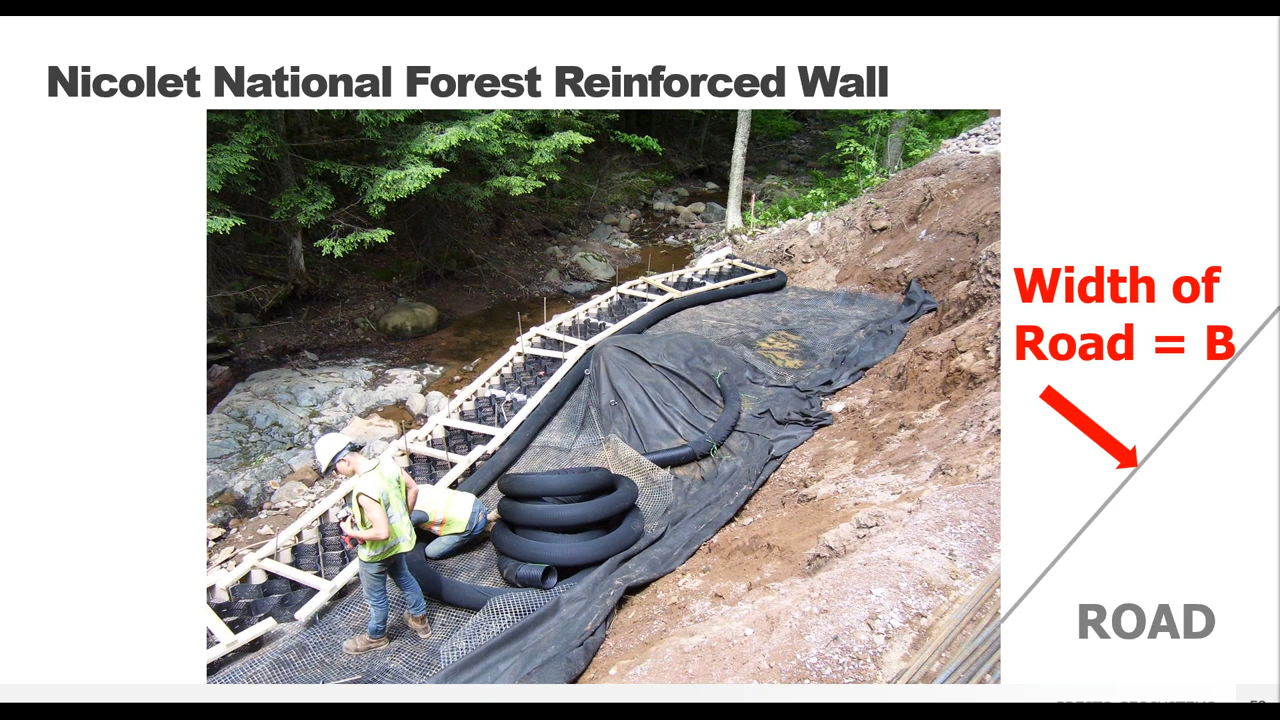 Nicolet National Forest Reinforced Wall
Width of
Road = B
ROAD